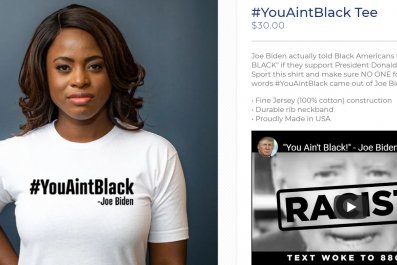 #YouAintBlack
-Joe Biden
#YouAintBlack Tee
$30.00
Joe Biden actually told Black Americans
BLACK" if they support President Donald
Sport this shirt and make sure NO ONE
words #YouAintBlack came out of Joe
• Fine Jersey (100% cotton) construction
• Durable rib neckband
• Proudly Made in USA
"You Ain't Black!" - Joe Biden
RACIST
TEXT WOKE TO